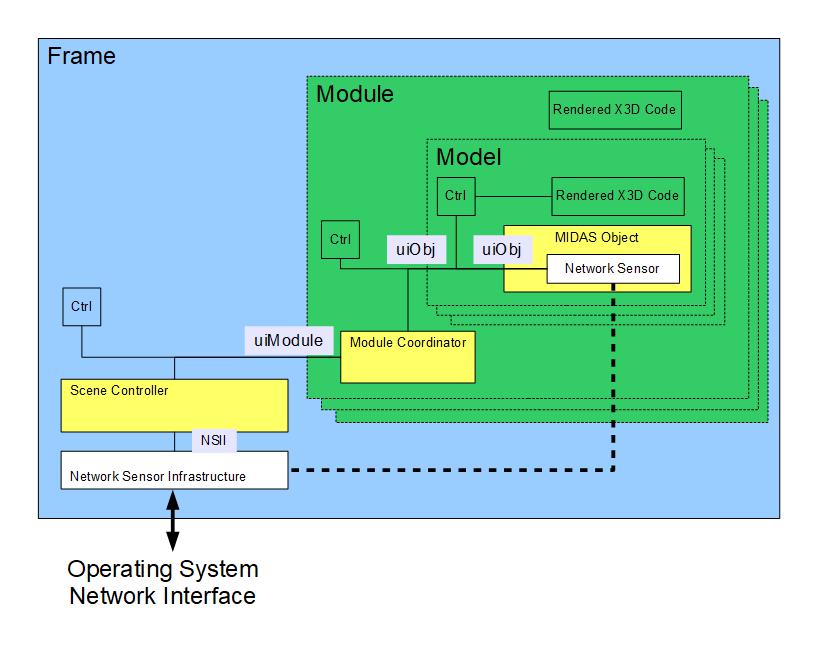 Frame
Module
Rendered X3D Code
Model
Ctrl
Rendered X3D Code
Ctrl
uiObj
uiObj
MIDAS Object
Network Sensor
Ctrl
uiModule
Module Coordinator
Scene Controller
NSII
Network Sensor Infrastructure
Operating System
Network Interface